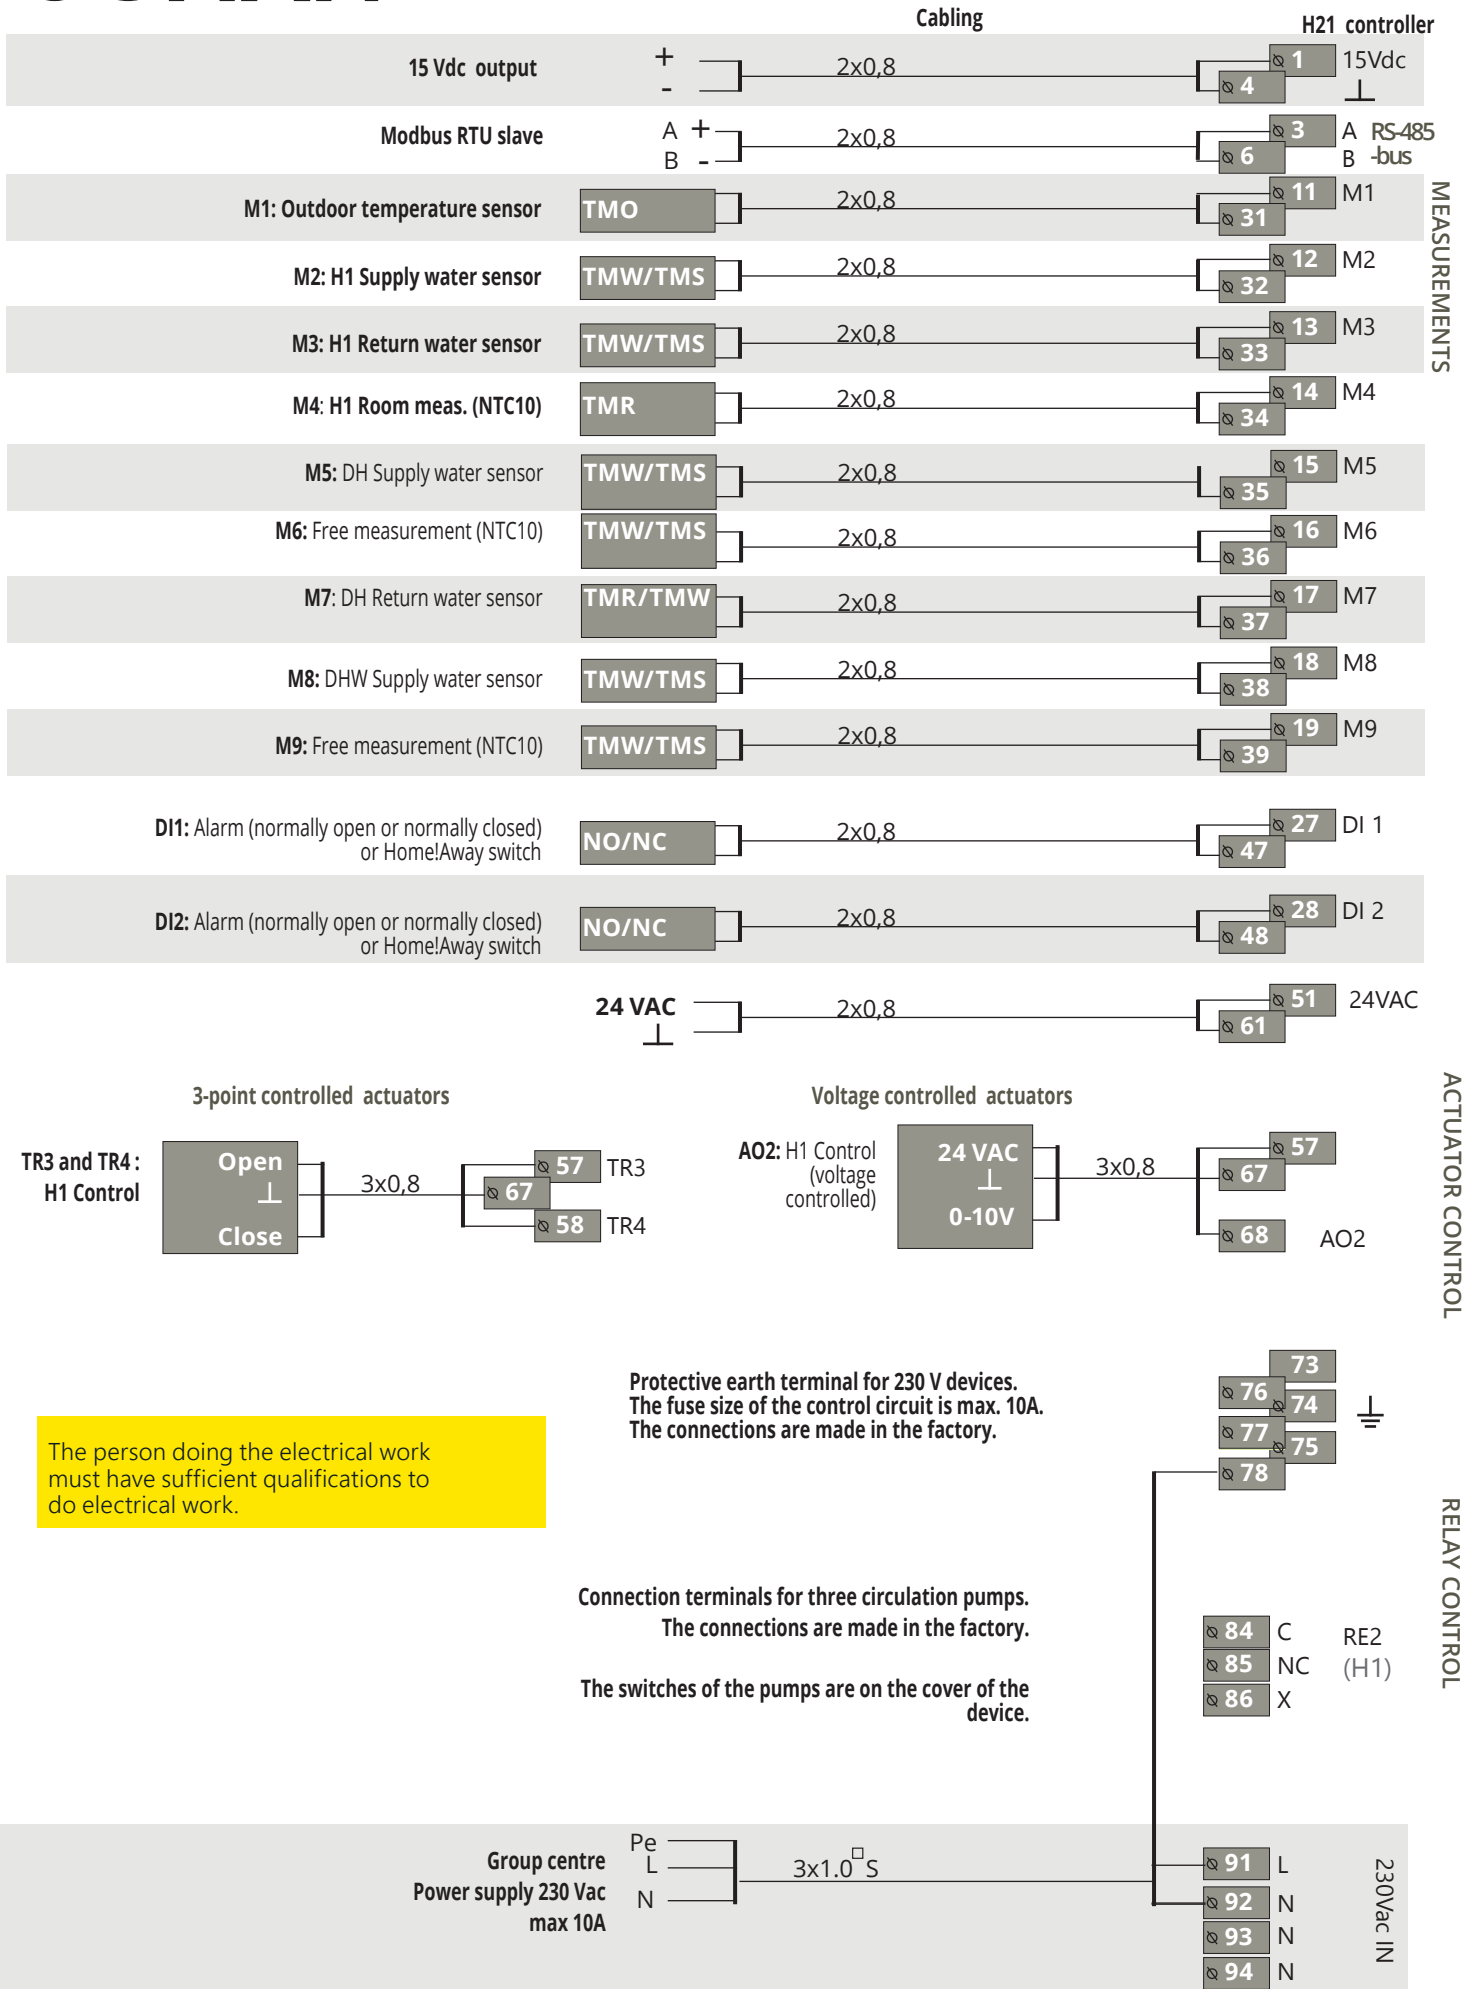 Cabling
H21 controller
15 Vdc output + - 2x0,8 1 4 15Vdc
Modbus RTU slave A + B - 2x0,8 3 6 A B RS-485 -bus
MEASUREMENTS
M1: Outdoor temperature sensor TMO 2x0,8 11 31 M1
M2: H1 Supply water sensor TMW/TMS 2x0,8 12 32 M2
M3: H1 Return water sensor TMW/TMS 2x0,8 13 33 M3
M4: H1 Room meas. (NTC10) TMR 2x0,8 14 34 M4
M5: DH Supply water sensor TMW/TMS 2x0,8 15 35 M5
M6: Free measurement (NTC10) TMW/TMS 2x0,8 16 36 M6
M7: DH Return water sensor TMR/TMW 2x0,8 17 37 M7
M8: DHW Supply water sensor TMW/TMS 2x0,8 18 38 M8
M9: Free measurement (NTC10) TMW/TMS 2x0,8 19 39 M9
DI1: Alarm (normally open or normally closed)
or Home!Away switch NO/NC 2x0,8 27 47 DI 1
DI2: Alarm (normally open or normally closed)
or Home!Away switch NO/NC 2x0,8 28 48 DI 2
24 VAC 2x0,8 51 61 24VAC
ACTUATOR CONTROL
3-point controlled actuators
TR3 and TR4 :
H1 Control
Open
Close
3x0,8
57 TR3
67
58 TR4
Voltage controlled actuators
AO2: H1 Control
(voltage
controlled)
24 VAC
0-10V
3x0,8
57
67
68 AO2
RELAY CONTROL
Protective earth terminal for 230 V devices.
The fuse size of the control circuit is max. 10A.
The connections are made in the factory.
73
76
74
77
75
78
The person doing the electrical work
must have sufficient qualifications to
do electrical work.
Connection terminals for three circulation pumps.
The connections are made in the factory.
The switches of the pumps are on the cover of the
device.
84 C RE2
85 NC (H1)
86 X
Group centre
Power supply 230 Vac
max 10A
Pe
L
N
3x1.0□S
91 L
92 N
93 N
94 N
230Vac IN